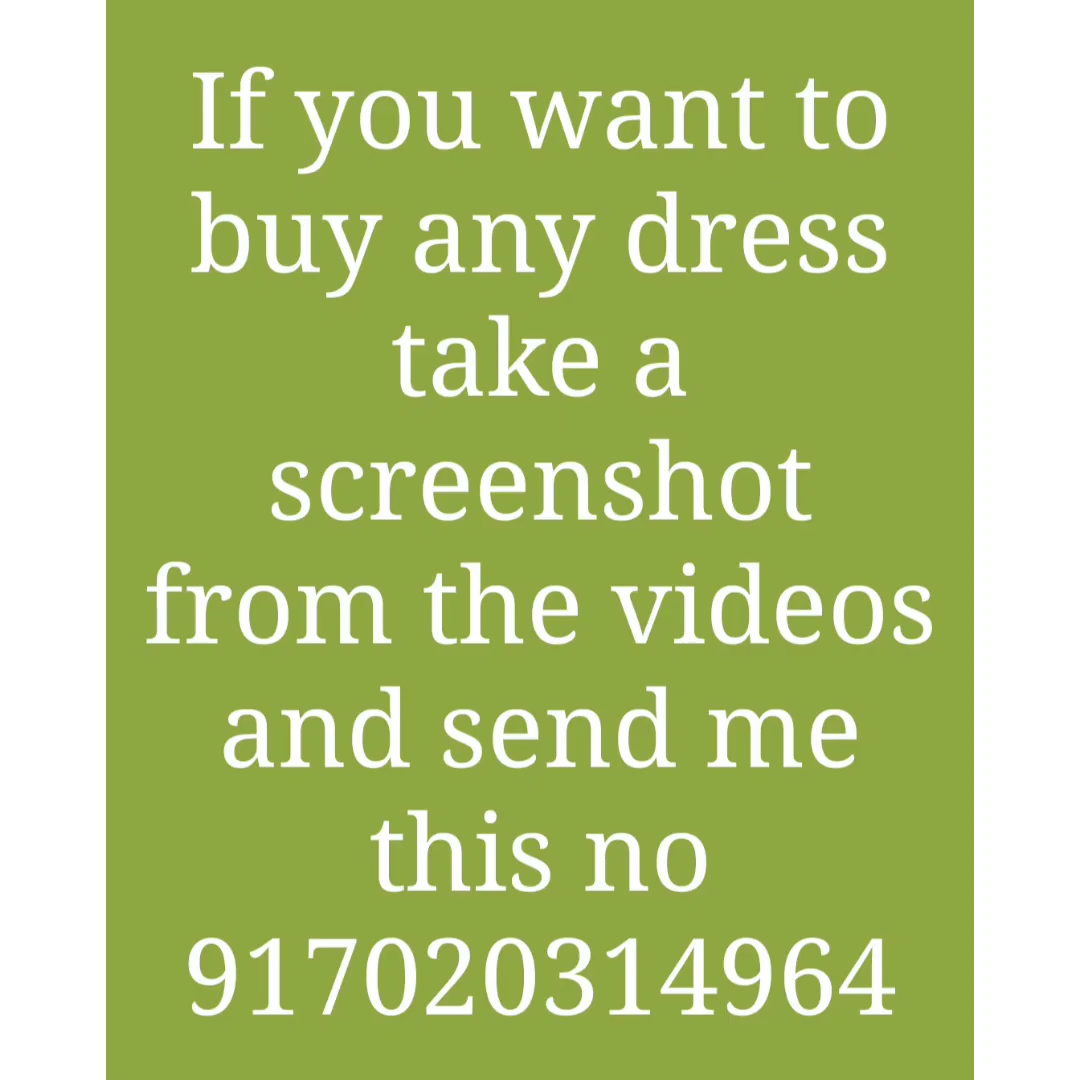 If you want to
buy any dress
take a
screenshot
from the videos
and send me
this no
917020314964